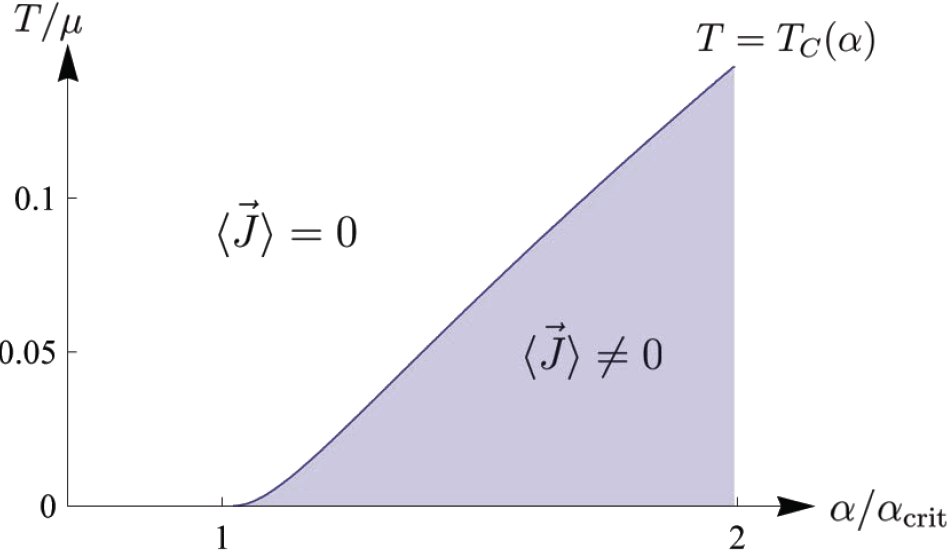 T/μ
T = T_C(α)
0.1
⟨J⃗⟩ = 0
0.05
⟨J⃗⟩ ≠ 0
0
α/α_crit
1
2